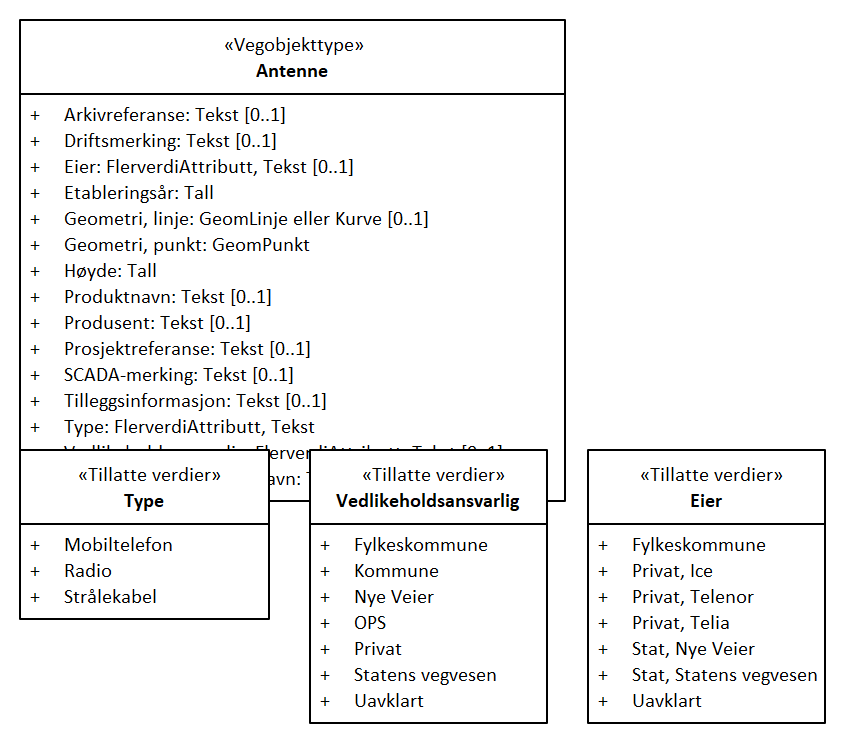 «Vegobjekttype»
Antenne
+ Arkivreferanse: Tekst [0..1]
+ Driftsmerking: Tekst [0..1]
+ Eier: FlerverdiAttributt, Tekst [0..1]
+ Etableringsår: Tall
+ Geometri, linje: GeomLinje eller Kurve [0..1]
+ Geometri, punkt: GeomPunkt
+ Høyde: Tall
+ Produktnavn: Tekst [0..1]
+ Produsent: Tekst [0..1]
+ Prosjektreferanse: Tekst [0..1]
+ SCADA-merking: Tekst [0..1]
+ Tilleggsinformasjon: Tekst [0..1]
+ Type: FlerverdiAttributt, Tekst
FlerverdiAttributt, Tekst [0..1]
«Tillatte verdier»
Type
+ Mobiltelefon
+ Radio
+ Strålekabel
«Tillatte verdier»
Vedlikeholdsansvarlig
+ Fylkeskommune
+ Kommune
+ Nye Veier
+ OPS
+ Privat
+ Statens vegvesen
+ Uavklart
«Tillatte verdier»
Eier
+ Fylkeskommune
+ Privat, Ice
+ Privat, Telenor
+ Privat, Telia
+ Stat, Nye Veier
+ Stat, Statens vegvesen
+ Uavklart